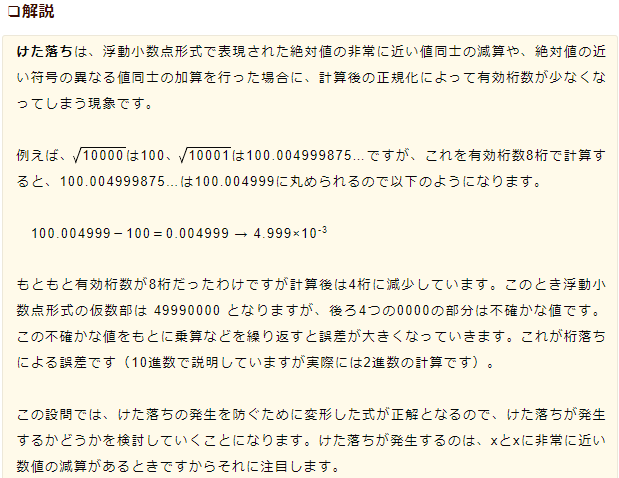 ❏解説
けた落ちは、浮動小数点形式で表現された絶対値の非常に近い値同士の減算や、絶対値の近
い符号の異なる値同士の加算を行った場合に、計算後の正規化によって有効桁数が少なくな
ってしまう現象です。
例えば、√10000は100、√10001は100.004999875…ですが、これを有効桁数8桁で計算す
ると、100.004999875…は100.004999に丸められるので以下のようになります。
100.004999－100＝0.004999 → 4.999×10⁻³
もともと有効桁数が8桁だったわけですが計算後は4桁に減少しています。このとき浮動小
数点形式の仮数部は 49990000 となりますが、後ろ4つの0000の部分は不確かな値です。
この不確かな値をもとに乗算などを繰り返すと誤差が大きくなっていきます。これが桁落ち
による誤差です（10進数で説明していますが実際には2進数の計算です）。
この設問では、けた落ちの発生を防ぐために変形した式が正解となるので、けた落ちが発生
するかどうかを検討していくことになります。けた落ちが発生するのは、xとxに非常に近い
数値の減算があるときですからそれに注目します。